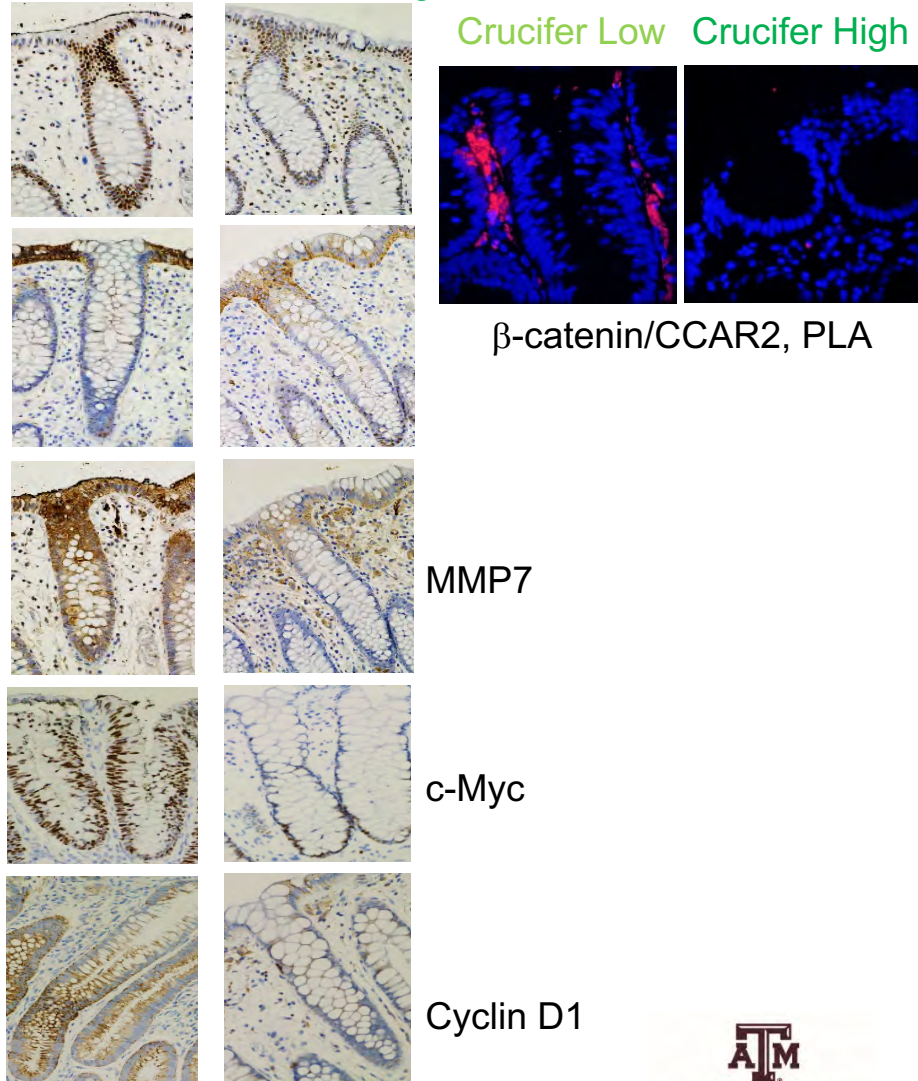 Crucifer Low Crucifer High
β-catenin/CCAR2, PLA
MMP7
c-Myc
Cyclin D1
ATM